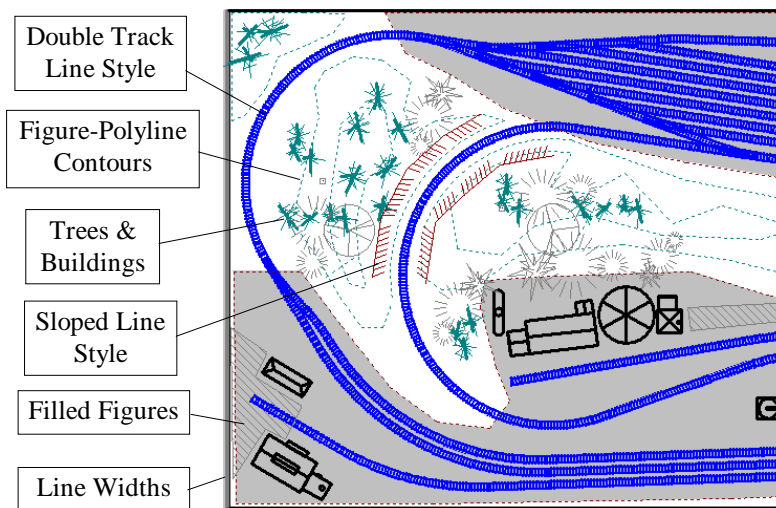 Double Track
Line Style
Figure-Polyline
Contours
Trees &
Buildings
Sloped Line
Style
Filled Figures
Line Widths